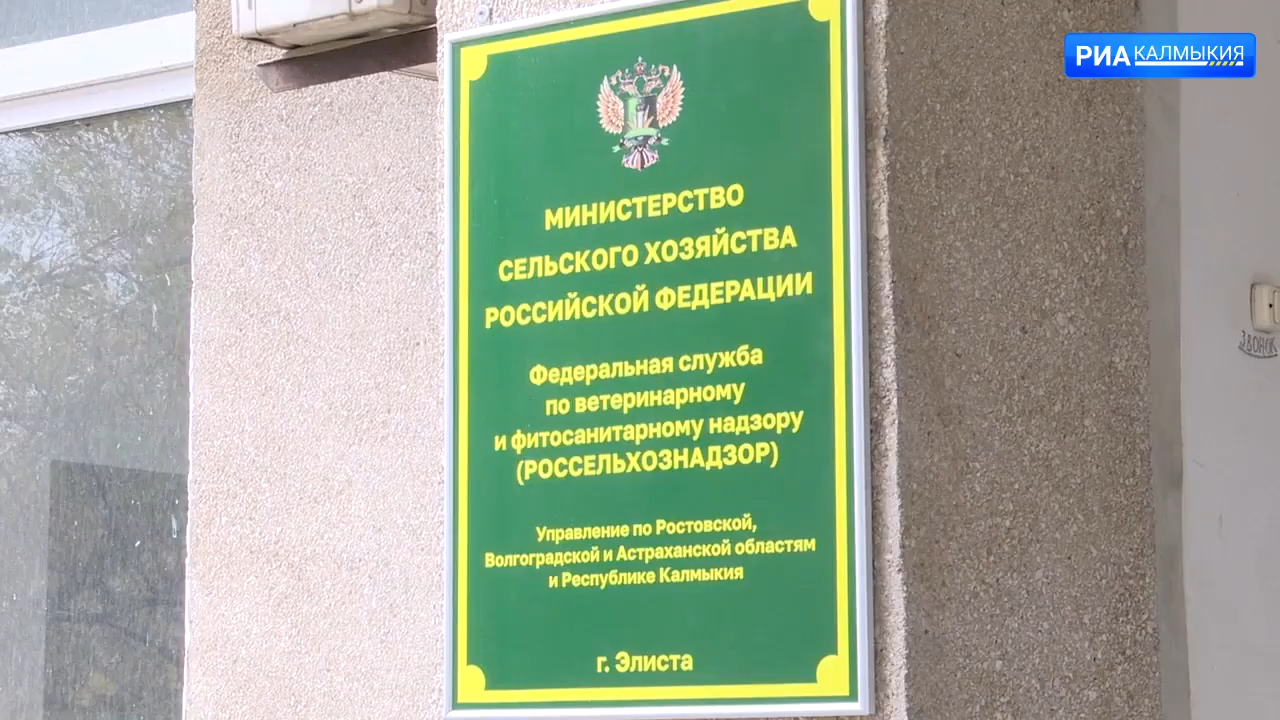 РИА КАЛМЫКИЯ
МИНИСТЕРСТВО
СЕЛЬСКОГО ХОЗЯЙСТВА
РОССИЙСКОЙ ФЕДЕРАЦИИ
Федеральная служба
по ветеринарному
и фитосанитарному надзору
(РОССЕЛЬХОЗНАДЗОР)
Управление по Ростовской,
Волгоградской и Астраханской областям
и Республике Калмыкия
г. Элиста
ЗВОНОК